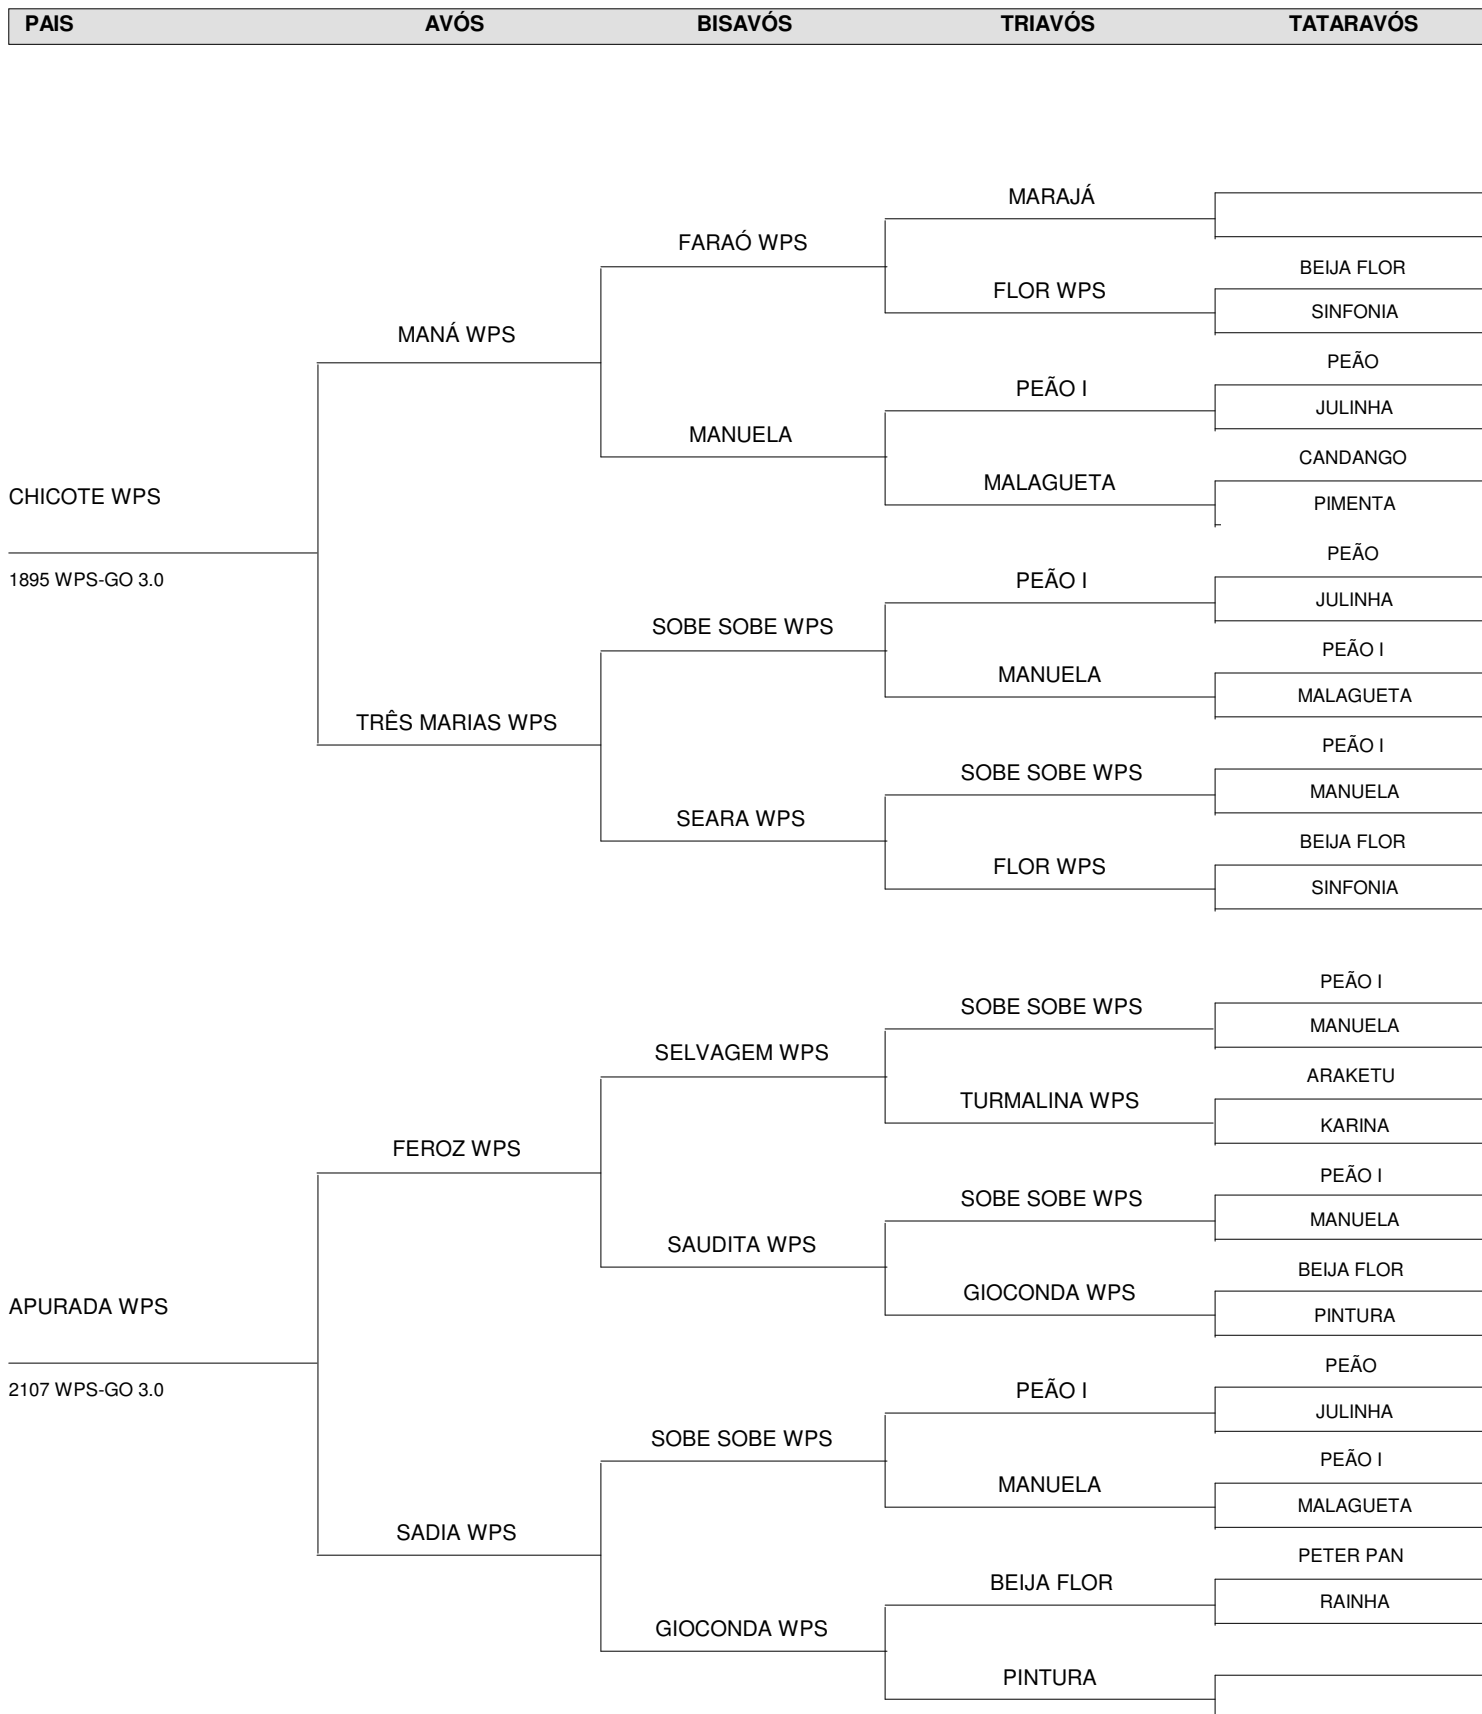 PAIS AVÓS BISAVÓS TRIAVÓS TATARAVÓS
MARAJÁ
FARAÓ WPS
BEIJA FLOR
FLOR WPS
SINFONIA
MANÁ WPS
PEÃO
PEÃO I
JULINHA
MANUELA
CANDANGO
MALAGUETA
CHICOTE WPS
PIMENTA
PEÃO
1895 WPS-GO 3.0
PEÃO I
JULINHA
SOBE SOBE WPS
PEÃO I
MANUELA
MALAGUETA
TRÊS MARIAS WPS
PEÃO I
SOBE SOBE WPS
MANUELA
SEARA WPS
BEIJA FLOR
FLOR WPS
SINFONIA
PEÃO I
SOBE SOBE WPS
MANUELA
SELVAGEM WPS
ARAKETU
TURMALINA WPS
KARINA
FEROZ WPS
PEÃO I
SOBE SOBE WPS
MANUELA
SAUDITA WPS
BEIJA FLOR
GIOCONDA WPS
APURADA WPS
PINTURA
PEÃO
2107 WPS-GO 3.0
PEÃO I
JULINHA
SOBE SOBE WPS
PEÃO I
MANUELA
MALAGUETA
SADIA WPS
PETER PAN
BEIJA FLOR
RAINHA
GIOCONDA WPS
PINTURA